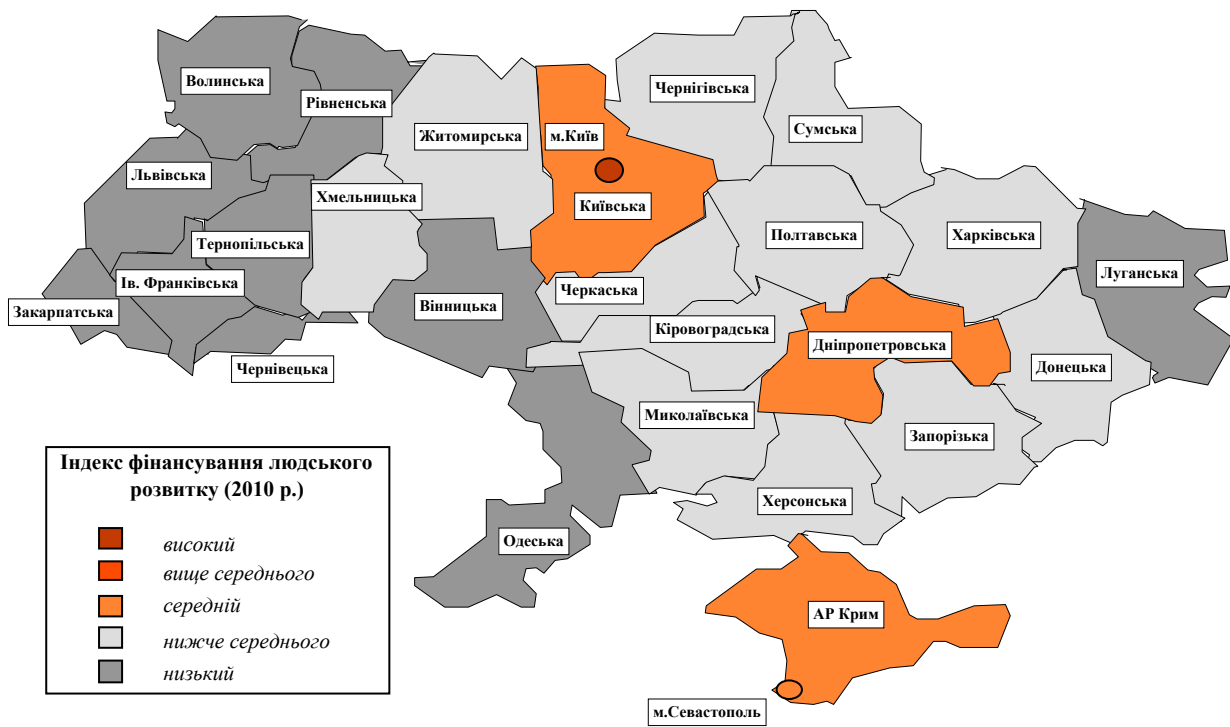 Волинська
Рівненська
Житомирська
м.Київ
Чернігівська
Сумська
Львівська
Хмельницька
Київська
Тернопільська
Полтавська
Харківська
Ів. Франківська
Луганська
Закарпатська
Вінницька
Черкаська
Кіровоградська
Дніпропетровська
Чернівецька
Донецька
Миколаївська
Запорізька
Херсонська
Одеська
АР Крим
м.Севастополь
Індекс фінансування людського
розвитку (2010 р.)
високий
вище середнього
середній
нижче середнього
низький